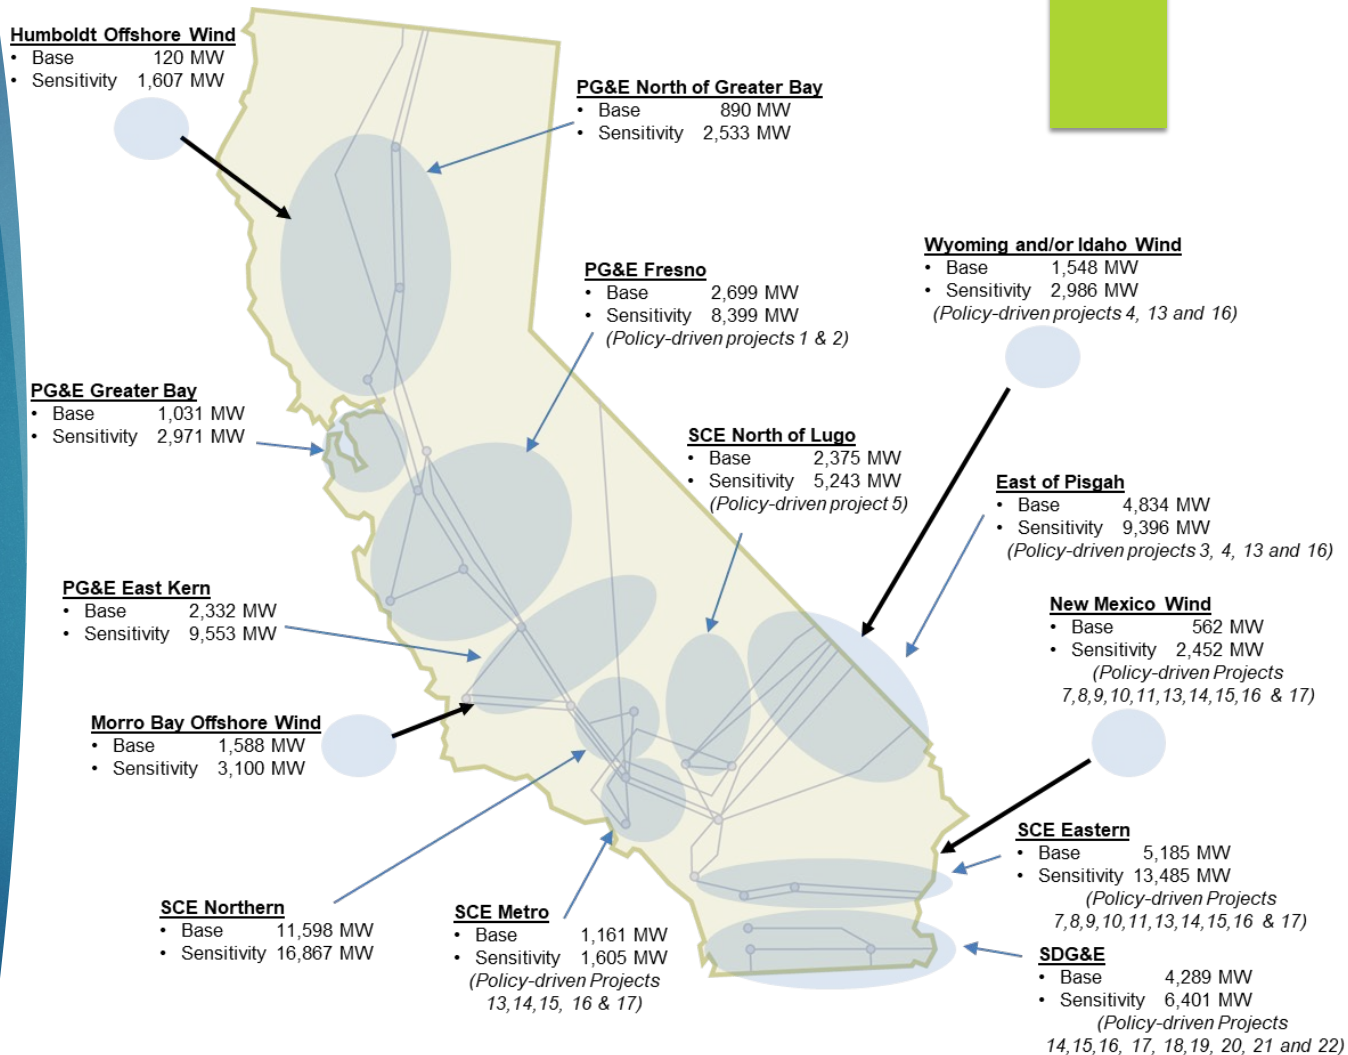 Humboldt Offshore Wind
• Base 120 MW
• Sensitivity 1,607 MW
PG&E North of Greater Bay
• Base 890 MW
• Sensitivity 2,533 MW
Wyoming and/or Idaho Wind
• Base 1,548 MW
• Sensitivity 2,986 MW
(Policy-driven projects 4, 13 and 16)
PG&E Fresno
• Base 2,699 MW
• Sensitivity 8,399 MW
(Policy-driven projects 1 & 2)
PG&E Greater Bay
• Base 1,031 MW
• Sensitivity 2,971 MW
SCE North of Lugo
• Base 2,375 MW
• Sensitivity 5,243 MW
(Policy-driven project 5)
East of Pisgah
• Base 4,834 MW
• Sensitivity 9,396 MW
(Policy-driven projects 3, 4, 13 and 16)
PG&E East Kern
• Base 2,332 MW
• Sensitivity 9,553 MW
New Mexico Wind
• Base 562 MW
• Sensitivity 2,452 MW
(Policy-driven Projects
7,8,9,10,11,13,14,15,16 & 17)
Morro Bay Offshore Wind
• Base 1,588 MW
• Sensitivity 3,100 MW
SCE Eastern
• Base 5,185 MW
• Sensitivity 13,485 MW
(Policy-driven Projects
7,8,9,10,11,13,14,15,16 & 17)
SCE Northern
• Base 11,598 MW
• Sensitivity 16,867 MW
SCE Metro
• Base 1,161 MW
• Sensitivity 1,605 MW
(Policy-driven Projects
13,14,15, 16 & 17)
SDG&E
• Base 4,289 MW
• Sensitivity 6,401 MW
(Policy-driven Projects
14,15,16, 17, 18,19, 20, 21 and 22)